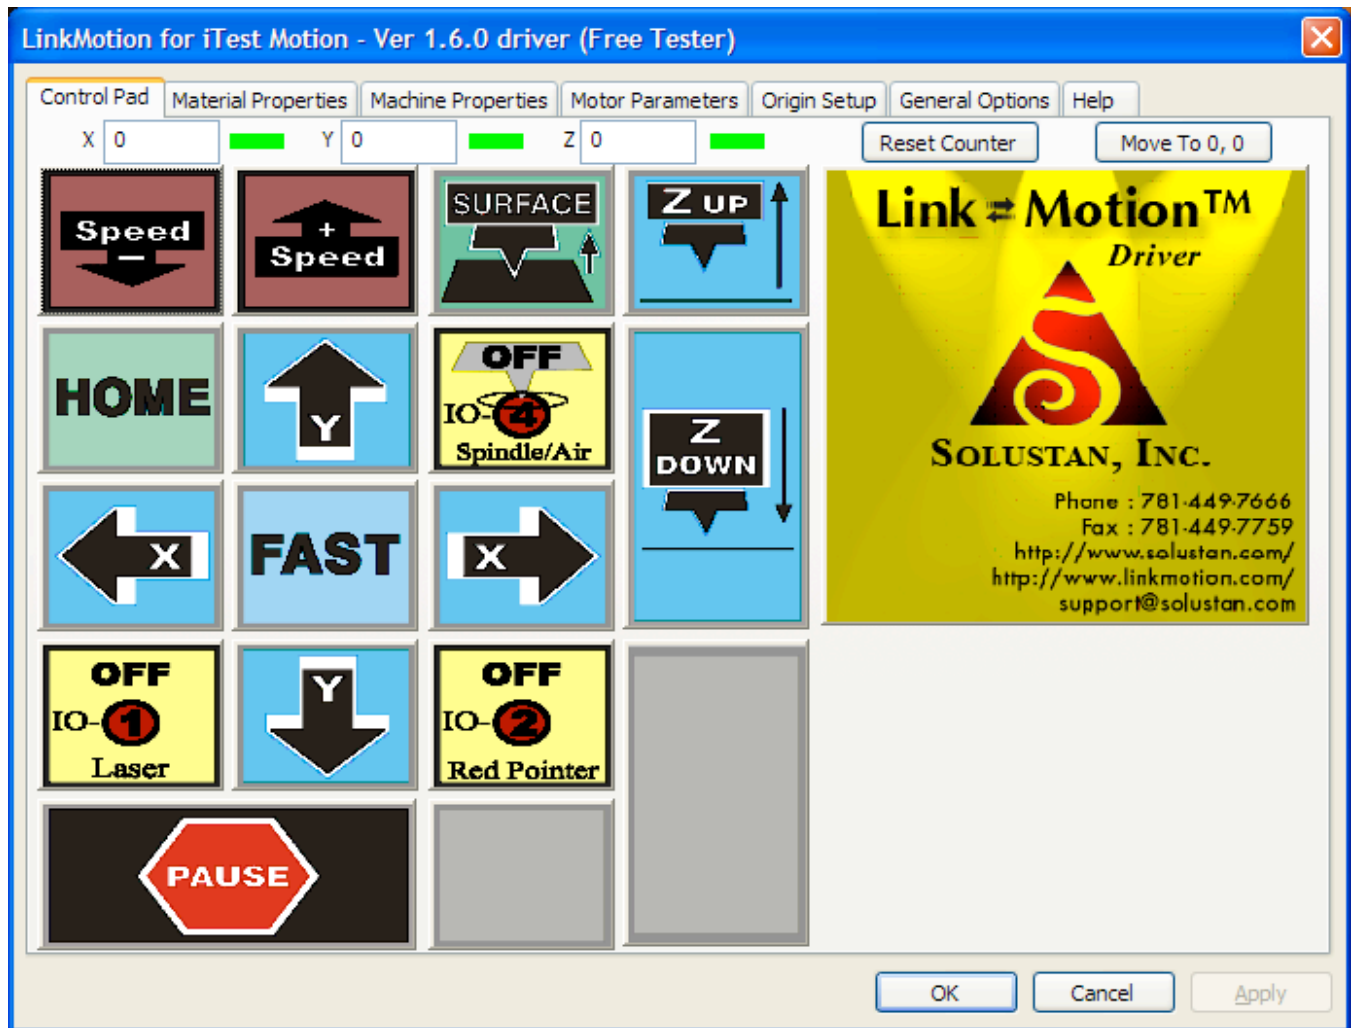 LinkMotion for iTest Motion - Ver 1.6.0 driver (Free Tester)
Control Pad Material Properties Machine Properties Motor Parameters Origin Setup General Options Help
X 0 Y 0 Z 0 Reset Counter Move To 0, 0
Speed
-
+
Speed
SURFACE
Z UP
HOME
Y
OFF
IO-4
Spindle/Air
Z
DOWN
X
FAST
X
OFF
IO-1
Laser
Y
OFF
IO-2
Red Pointer
PAUSE
Link ⇄ Motion™
Driver
SOLUSTAN, INC.
Phone : 781-449-7666
Fax : 781-449-7759
http://www.solustan.com/
http://www.linkmotion.com/
support@solustan.com
OK Cancel Apply